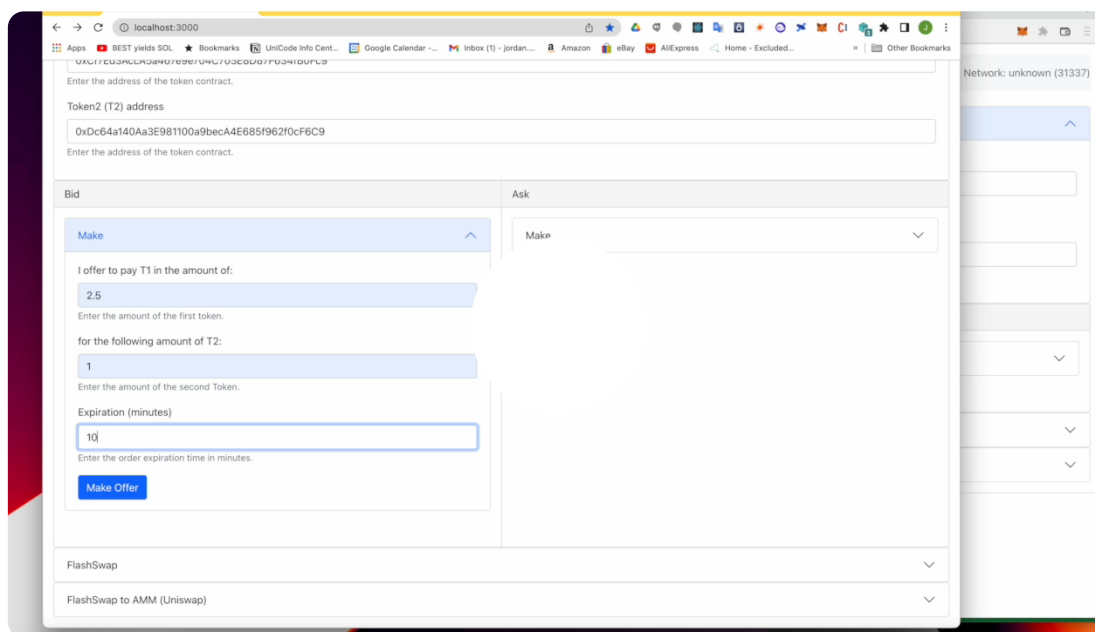 localhost:3000
Apps BEST yields SOL Bookmarks UniCode Info Cent... Google Calendar -... Inbox (1) - jordan.... Amazon eBay AliExpress Home - Excluded... » Other Bookmarks
Network: unknown (31337)
Enter the address of the token contract.
Token2 (T2) address
0xDc64a140Aa3E981100a9becA4E685f962f0cF6C9
Enter the address of the token contract.
Bid
Ask
Make
Make
I offer to pay T1 in the amount of:
2.5
Enter the amount of the first token.
for the following amount of T2:
1
Enter the amount of the second Token.
Expiration (minutes)
10
Enter the order expiration time in minutes.
Make Offer
FlashSwap
FlashSwap to AMM (Uniswap)